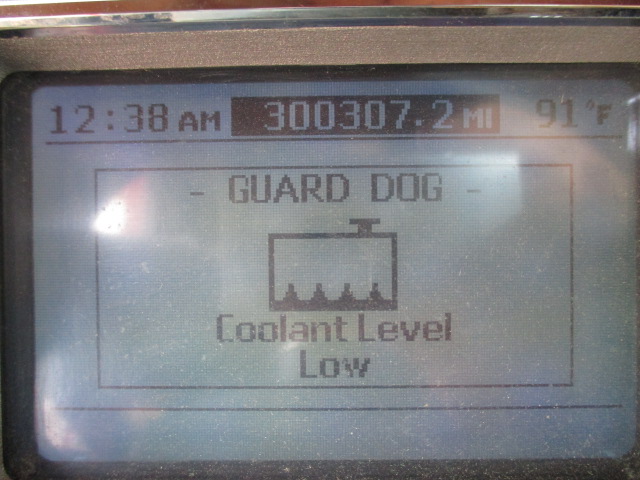 12:38 AM 300307.2 MI 91°F
- GUARD DOG -
Coolant Level
Low